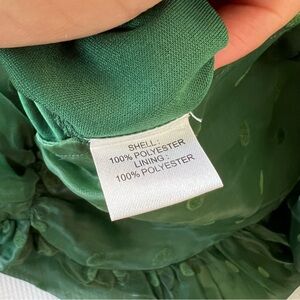 SHELL :
100% POLYESTER
LINING :
100% POLYESTER